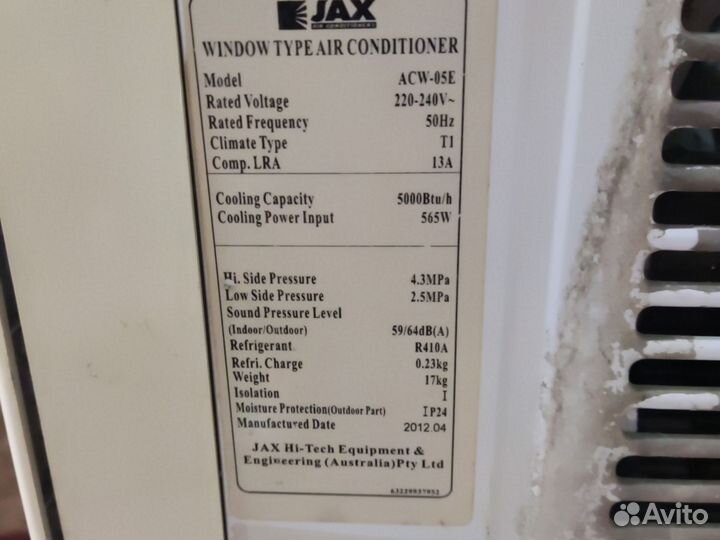 JAX
AIR CONDITIONERS
WINDOW TYPE AIR CONDITIONER
Model ACW-05E
Rated Voltage 220-240V~
Rated Frequency 50Hz
Climate Type T1
Comp. LRA 13A
Cooling Capacity 5000Btu/h
Cooling Power Input 565W
Hi. Side Pressure 4.3MPa
Low Side Pressure 2.5MPa
Sound Pressure Level
(Indoor/Outdoor) 59/64dB(A)
Refrigerant R410A
Refri. Charge 0.23kg
Weight 17kg
Isolation I
Moisture Protection(Outdoor Part) IP24
Manufactured Date 2012.04
JAX Hi-Tech Equipment &
Engineering (Australia)Pty Ltd
Avito